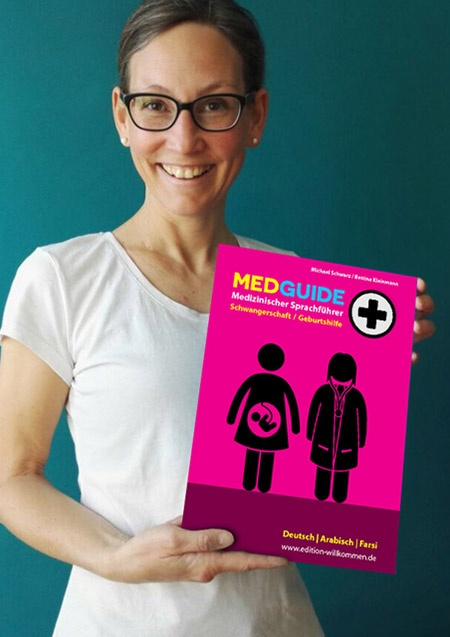 Michael Schwarz / Bettina Kleinmann
MEDGUIDE
Medizinischer Sprachführer
Schwangerschaft / Geburtshilfe
Deutsch | Arabisch | Farsi
www.edition-willkommen.de